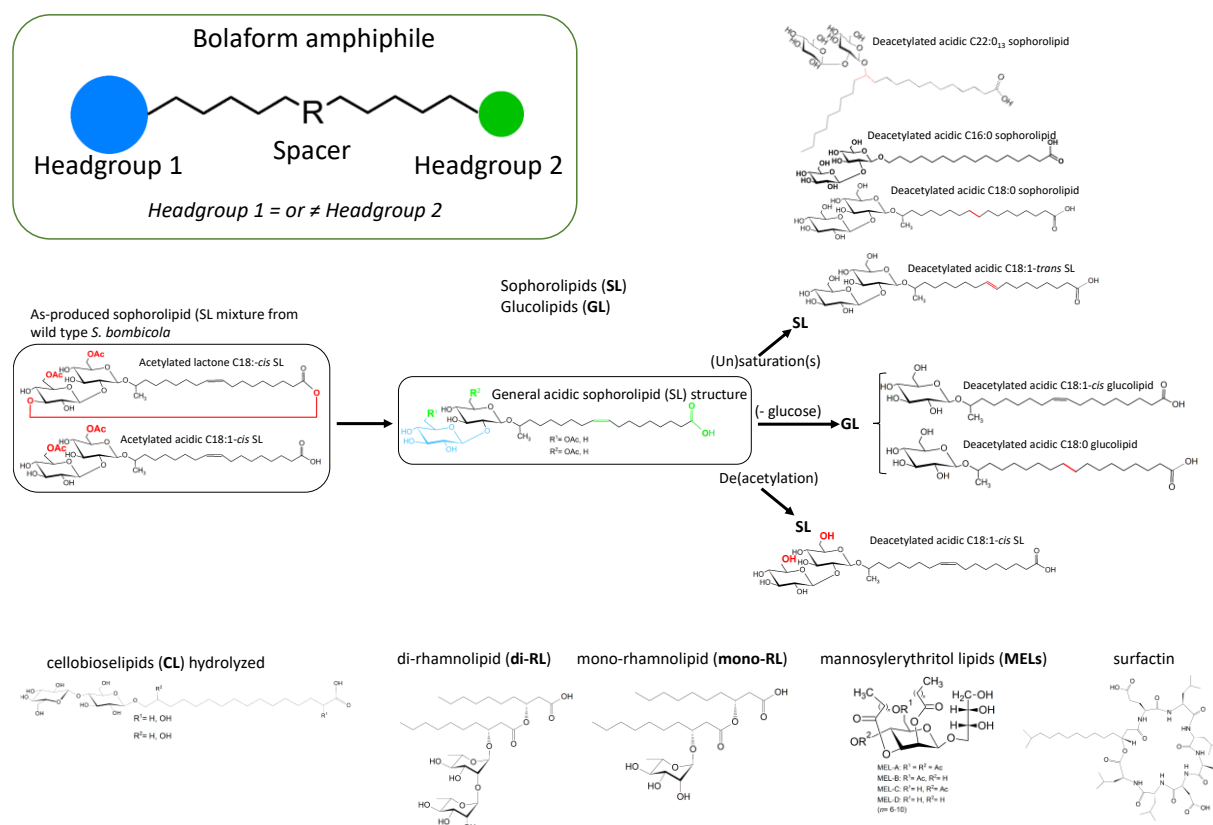 Bolaform amphiphile
R
Headgroup 1
Spacer
Headgroup 2
Headgroup 1 = or ≠ Headgroup 2
Deacetylated acidic C22:0₁₃ sophorolipid
Deacetylated acidic C16:0 sophorolipid
Deacetylated acidic C18:0 sophorolipid
Deacetylated acidic C18:1-trans SL
Sophorolipids (SL)
Glucolipids (GL)
SL
(Un)saturation(s)
As-produced sophorolipid (SL mixture from
wild type S. bombicola
Acetylated lactone C18:-cis SL
Acetylated acidic C18:1-cis SL
General acidic sophorolipid (SL) structure
R¹= OAc, H
R²= OAc, H
(- glucose)
GL
Deacetylated acidic C18:1-cis glucolipid
Deacetylated acidic C18:0 glucolipid
De(acetylation)
SL
Deacetylated acidic C18:1-cis SL
cellobioselipids (CL) hydrolyzed
R¹= H, OH
R²= H, OH
di-rhamnolipid (di-RL)
mono-rhamnolipid (mono-RL)
mannosylerythritol lipids (MELs)
MEL-A: R¹ = R² = Ac
MEL-B: R¹ = Ac, R² = H
MEL-C: R¹ = H, R² = Ac
MEL-D: R¹ = H, R² = H
(n= 6-10)
surfactin